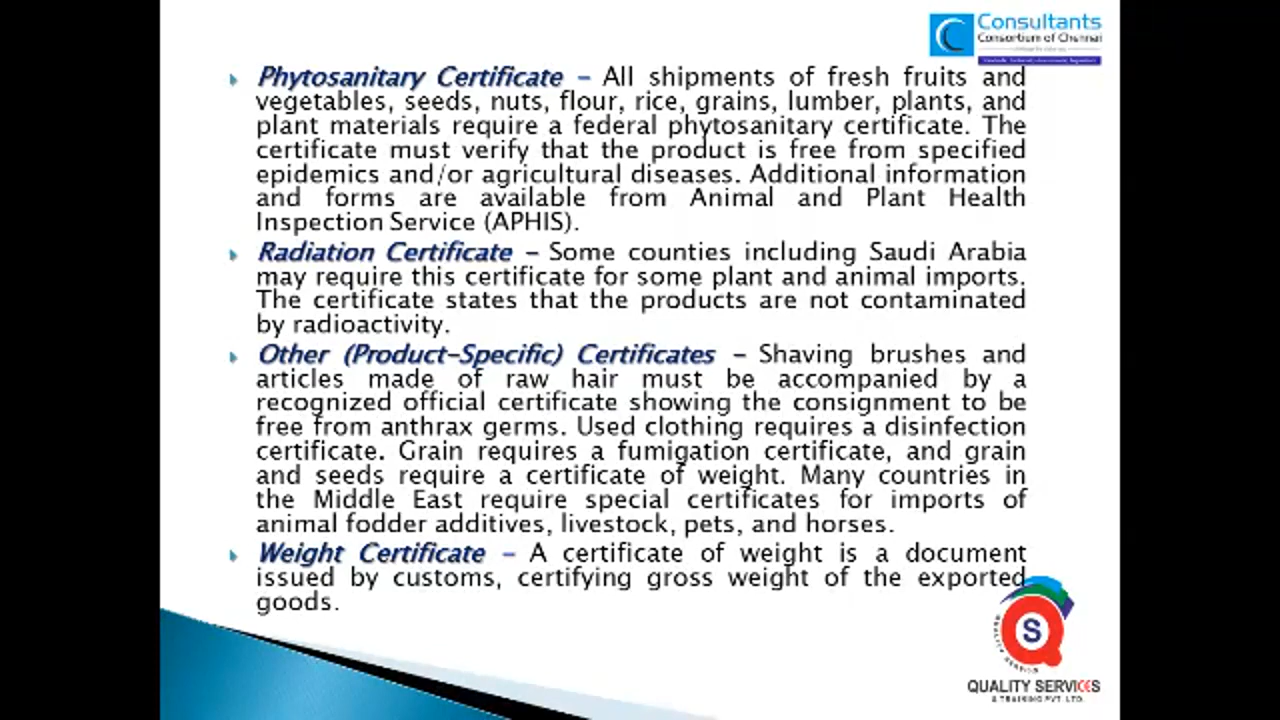 Consultants
Consortium of Chennai
Phytosanitary Certificate – All shipments of fresh fruits and
vegetables, seeds, nuts, flour, rice, grains, lumber, plants, and
plant materials require a federal phytosanitary certificate. The
certificate must verify that the product is free from specified
epidemics and/or agricultural diseases. Additional information
and forms are available from Animal and Plant Health
Inspection Service (APHIS).
Radiation Certificate – Some counties including Saudi Arabia
may require this certificate for some plant and animal imports.
The certificate states that the products are not contaminated
by radioactivity.
Other (Product-Specific) Certificates – Shaving brushes and
articles made of raw hair must be accompanied by a
recognized official certificate showing the consignment to be
free from anthrax germs. Used clothing requires a disinfection
certificate. Grain requires a fumigation certificate, and grain
and seeds require a certificate of weight. Many countries in
the Middle East require special certificates for imports of
animal fodder additives, livestock, pets, and horses.
Weight Certificate – A certificate of weight is a document
issued by customs, certifying gross weight of the exported
goods.
S
QUALITY SERVICES
& TRAINING PVT. LTD.